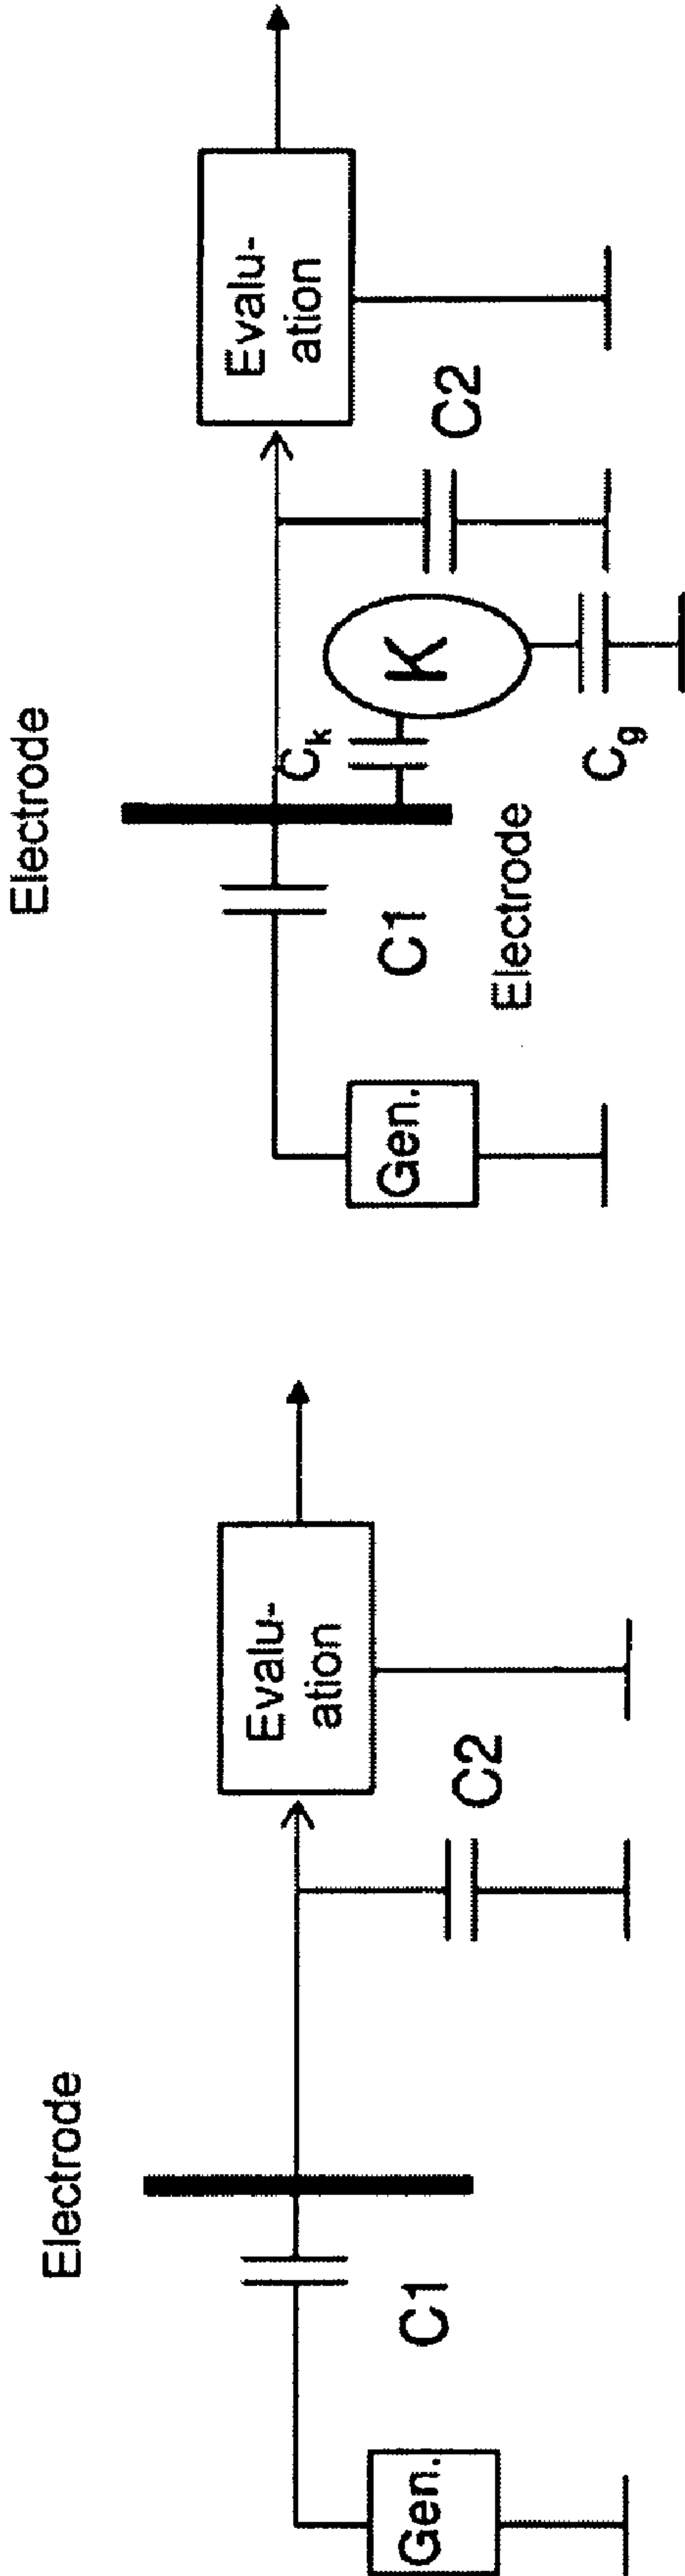 Electrode
Gen.
C1
C2
Evalu-
ation
Electrode
Gen.
C1
Electrode
Ck
K
Cg
C2
Evalu-
ation